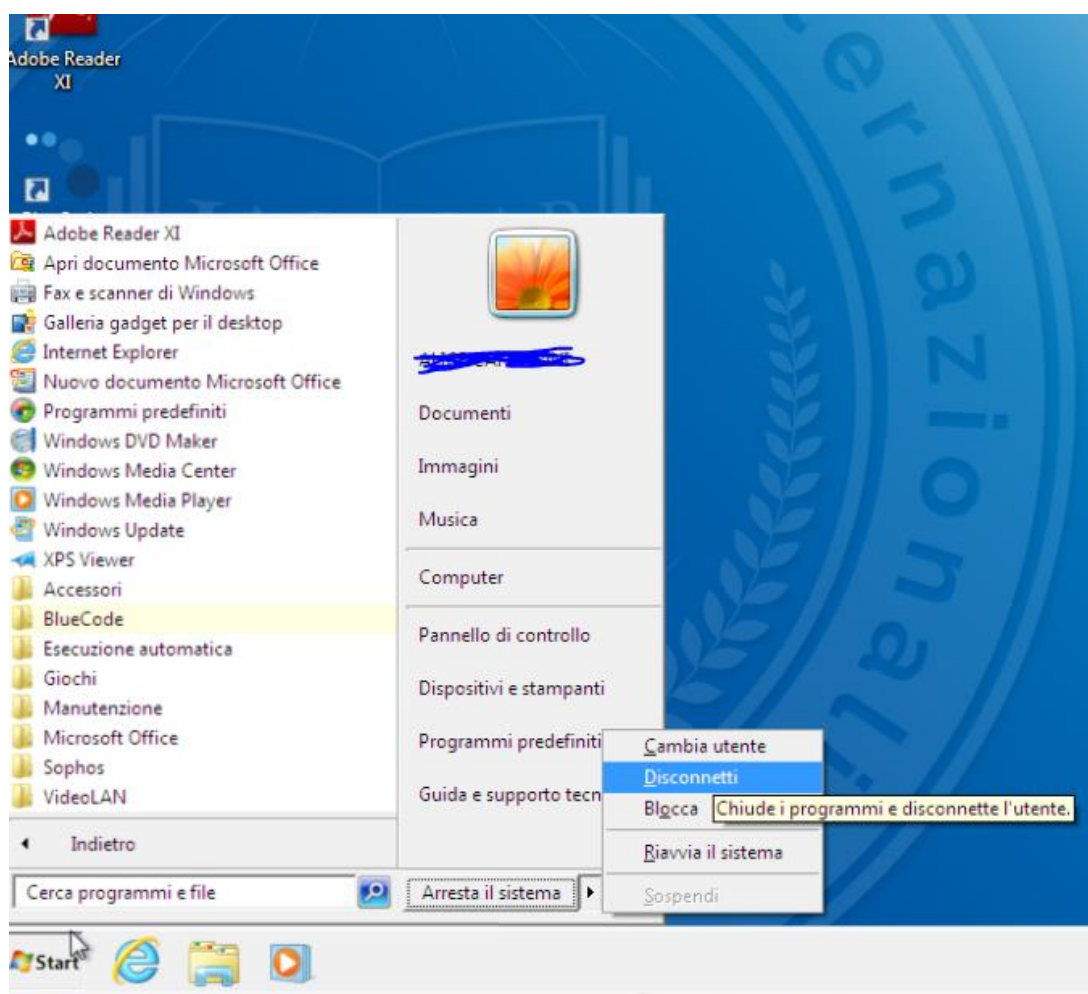 Adobe Reader
XI
ernazionali
Adobe Reader XI
Apri documento Microsoft Office
Fax e scanner di Windows
Galleria gadget per il desktop
Internet Explorer
Nuovo documento Microsoft Office
Programmi predefiniti
Windows DVD Maker
Windows Media Center
Windows Media Player
Windows Update
XPS Viewer
Accessori
BlueCode
Esecuzione automatica
Giochi
Manutenzione
Microsoft Office
Sophos
VideoLAN
Indietro
Cerca programmi e file
Documenti
Immagini
Musica
Computer
Pannello di controllo
Dispositivi e stampanti
Programmi predefiniti
Guida e supporto tecn
Arresta il sistema
Cambia utente
Disconnetti
Blocca
Chiude i programmi e disconnette l'utente.
Riavvia il sistema
Sospendi
Start